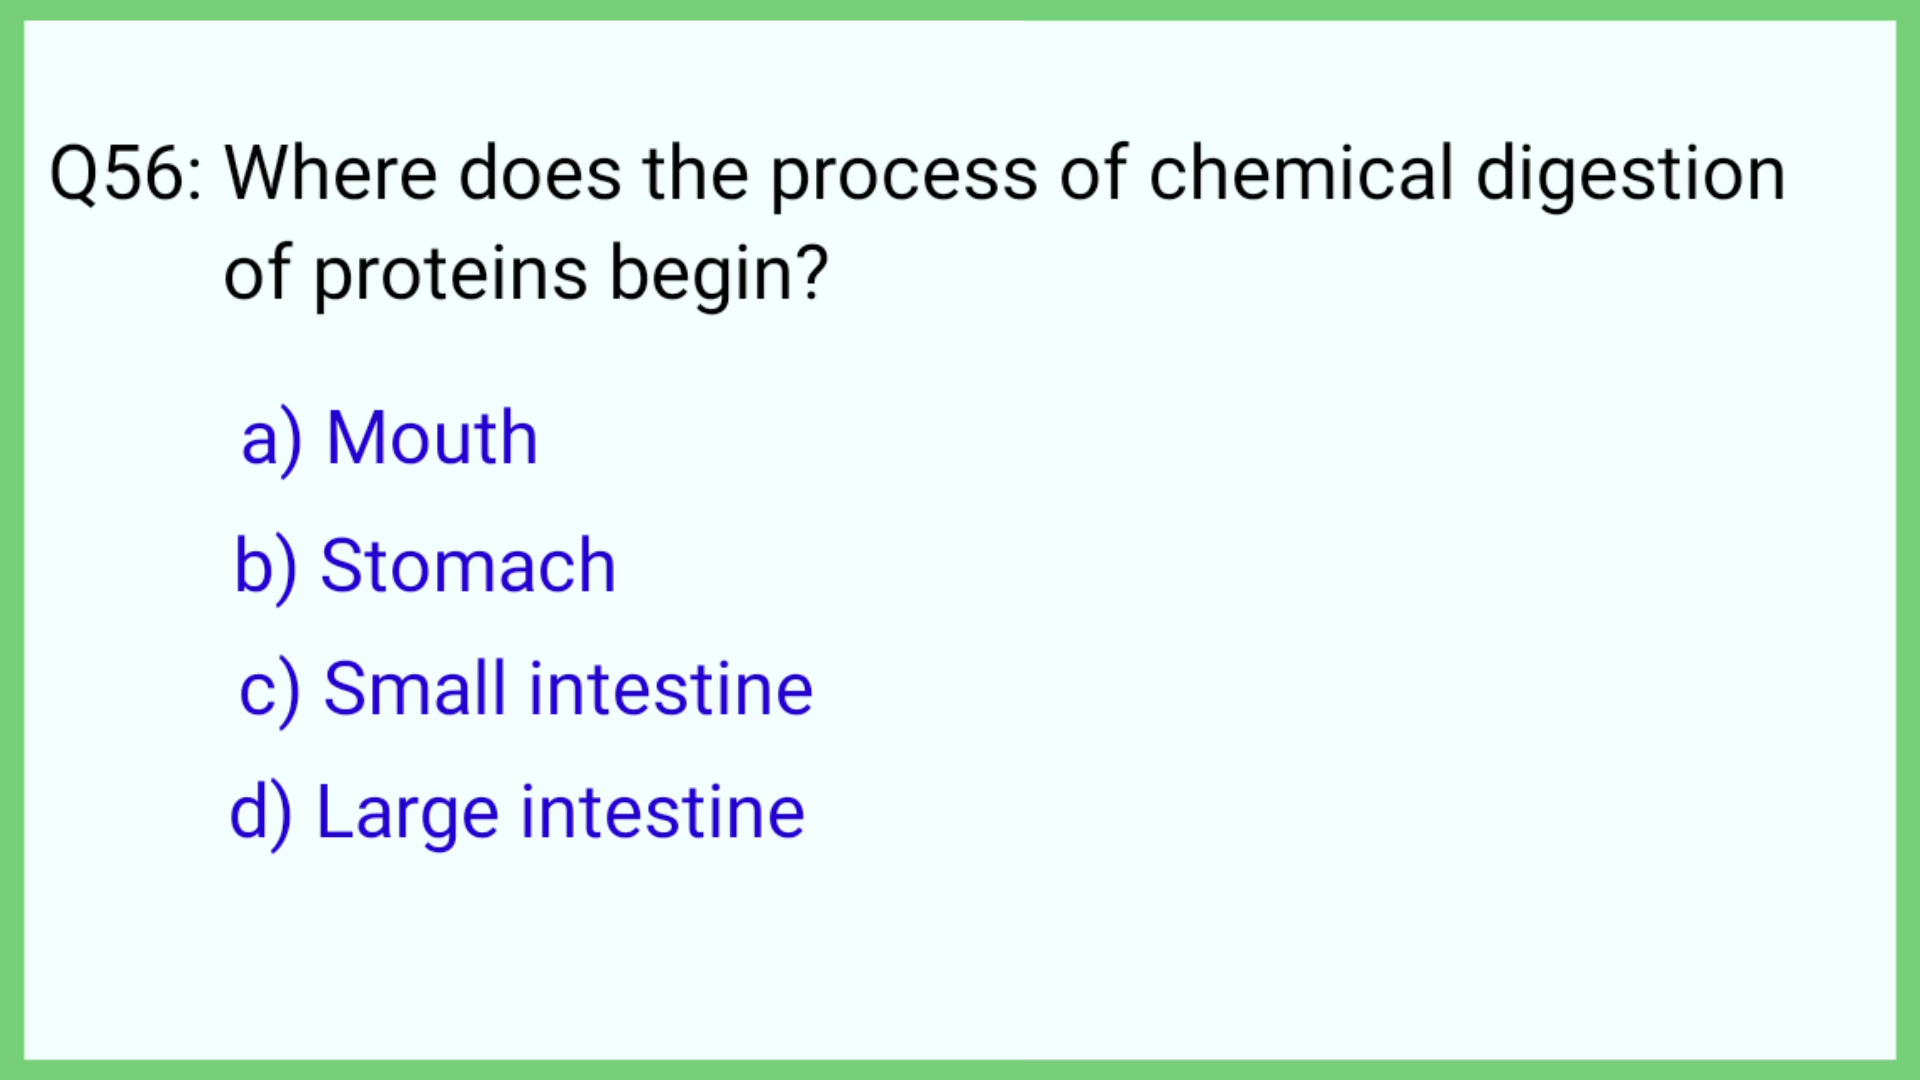 Q56: Where does the process of chemical digestion
of proteins begin?
a) Mouth
b) Stomach
c) Small intestine
d) Large intestine